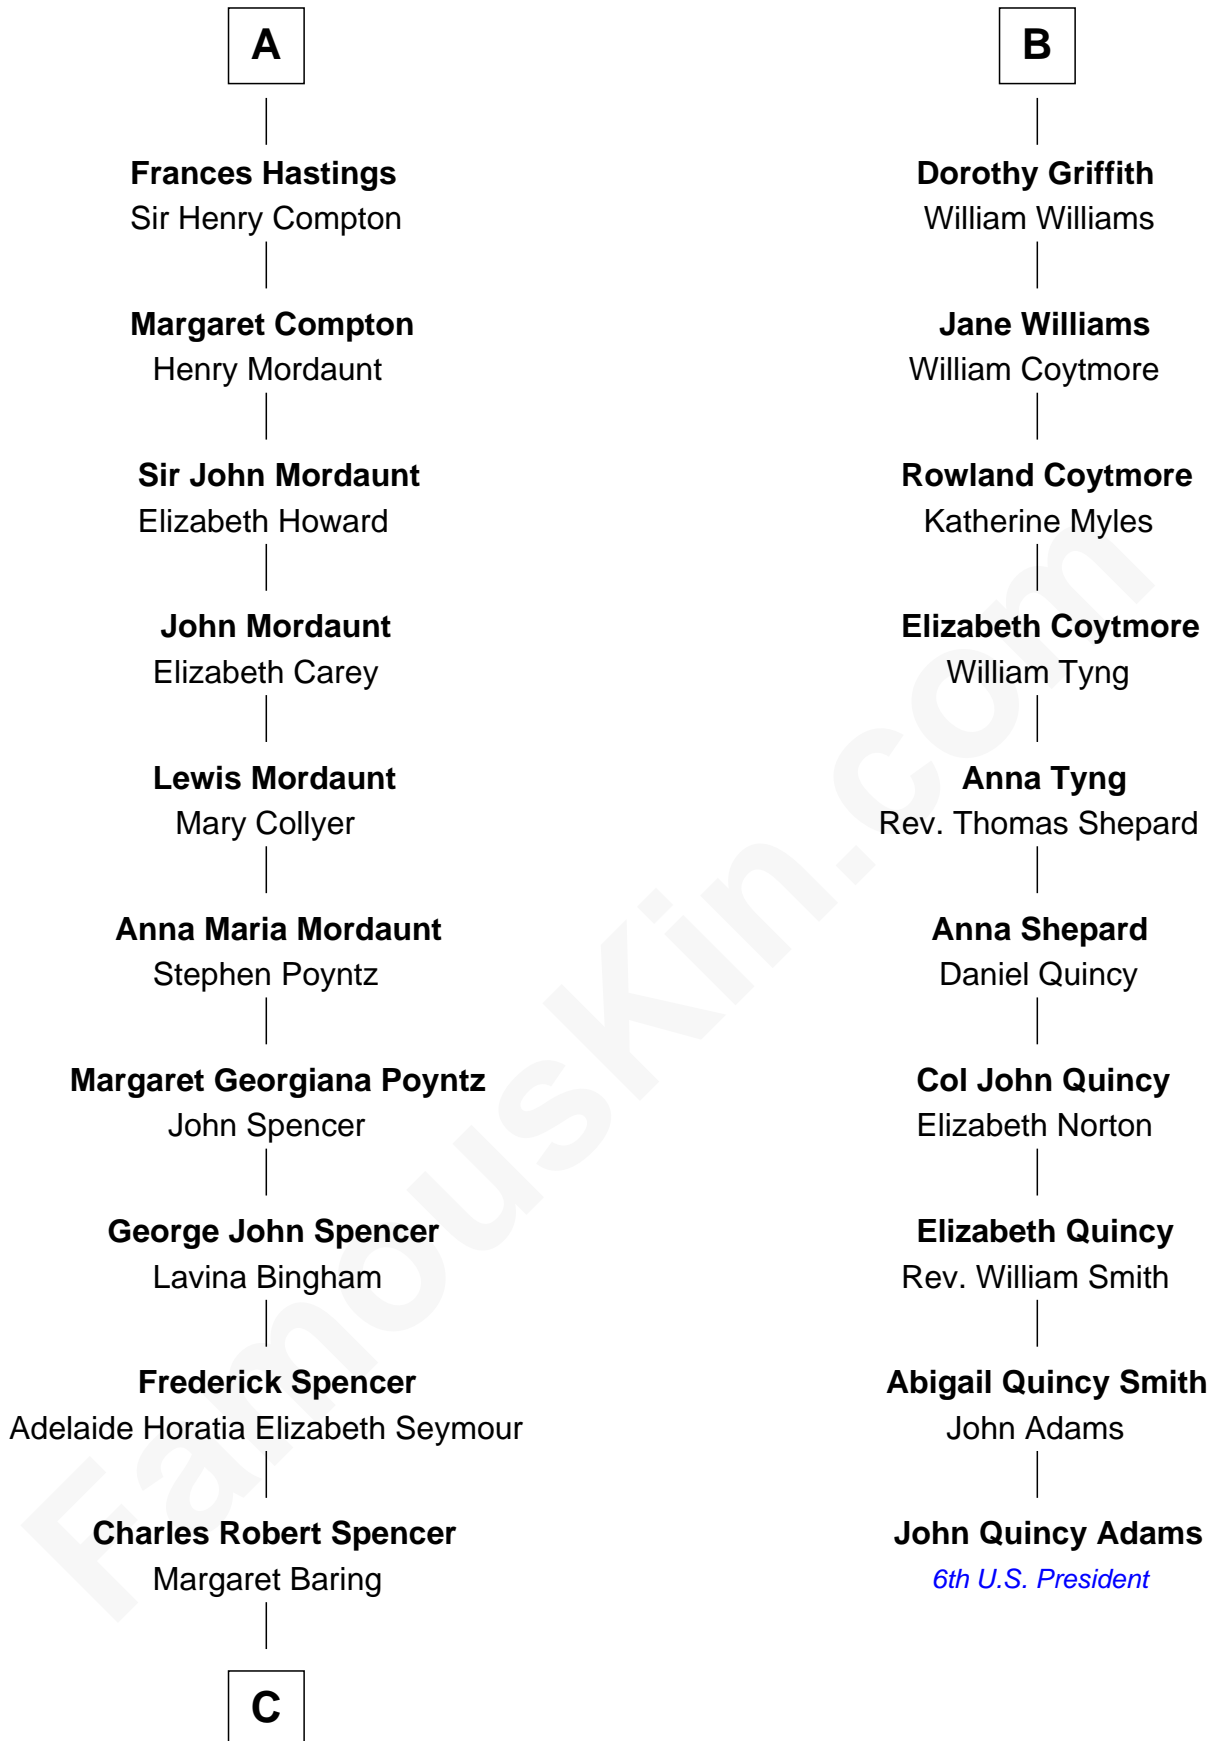 A
Frances Hastings
Sir Henry Compton
Margaret Compton
Henry Mordaunt
Sir John Mordaunt
Elizabeth Howard
John Mordaunt
Elizabeth Carey
Lewis Mordaunt
Mary Collyer
Anna Maria Mordaunt
Stephen Poyntz
Margaret Georgiana Poyntz
John Spencer
George John Spencer
Lavina Bingham
Frederick Spencer
Adelaide Horatia Elizabeth Seymour
Charles Robert Spencer
Margaret Baring
C
B
Dorothy Griffith
William Williams
Jane Williams
William Coytmore
Rowland Coytmore
Katherine Myles
Elizabeth Coytmore
William Tyng
Anna Tyng
Rev. Thomas Shepard
Anna Shepard
Daniel Quincy
Col John Quincy
Elizabeth Norton
Elizabeth Quincy
Rev. William Smith
Abigail Quincy Smith
John Adams
John Quincy Adams
6th U.S. President
FamousKin.com